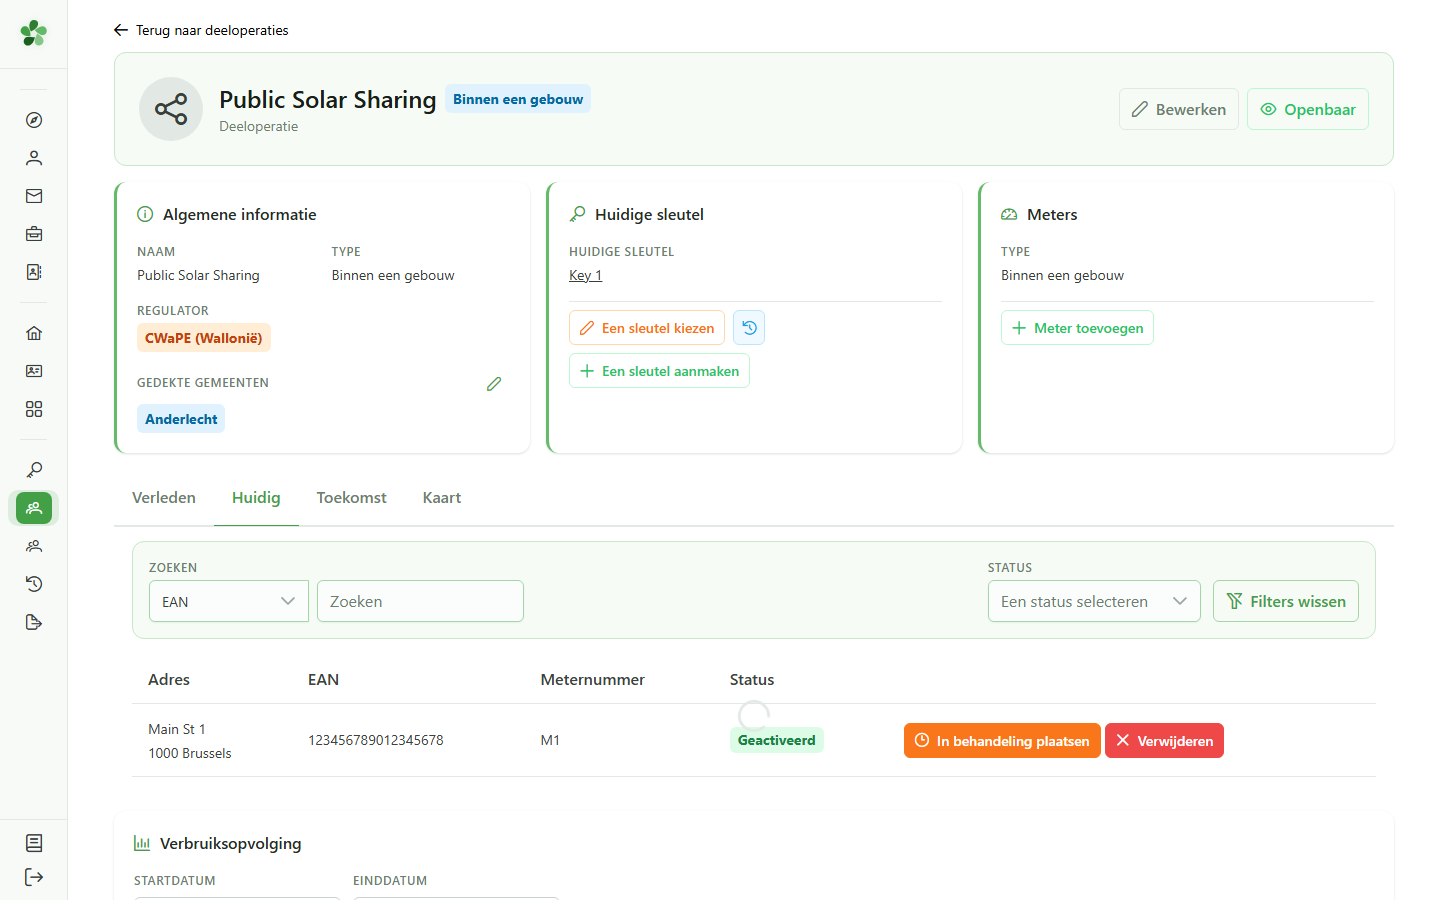 Terug naar deeloperaties
Public Solar Sharing
Binnen een gebouw
Deeloperatie
Bewerken
Openbaar
Algemene informatie
NAAM
TYPE
Public Solar Sharing
Binnen een gebouw
REGULATOR
CWaPE (Wallonië)
GEDEKTE GEMEENTEN
Anderlecht
Huidige sleutel
HUIDIGE SLEUTEL
Key 1
Een sleutel kiezen
Een sleutel aanmaken
Meters
TYPE
Binnen een gebouw
Meter toevoegen
Verleden
Huidig
Toekomst
Kaart
ZOEKEN
EAN
Zoeken
STATUS
Een status selecteren
Filters wissen
Adres
EAN
Meternummer
Status
Main St 1
1000 Brussels
123456789012345678
M1
Geactiveerd
In behandeling plaatsen
Verwijderen
Verbruiksopvolging
STARTDATUM
EINDDATUM